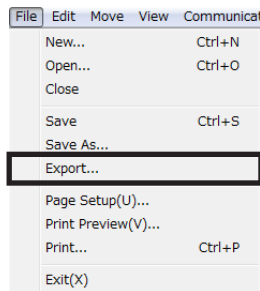 File Edit Move View Communicat
New... Ctrl+N
Open... Ctrl+O
Close
Save Ctrl+S
Save As...
Export...
Page Setup(U)...
Print Preview(V)...
Print... Ctrl+P
Exit(X)